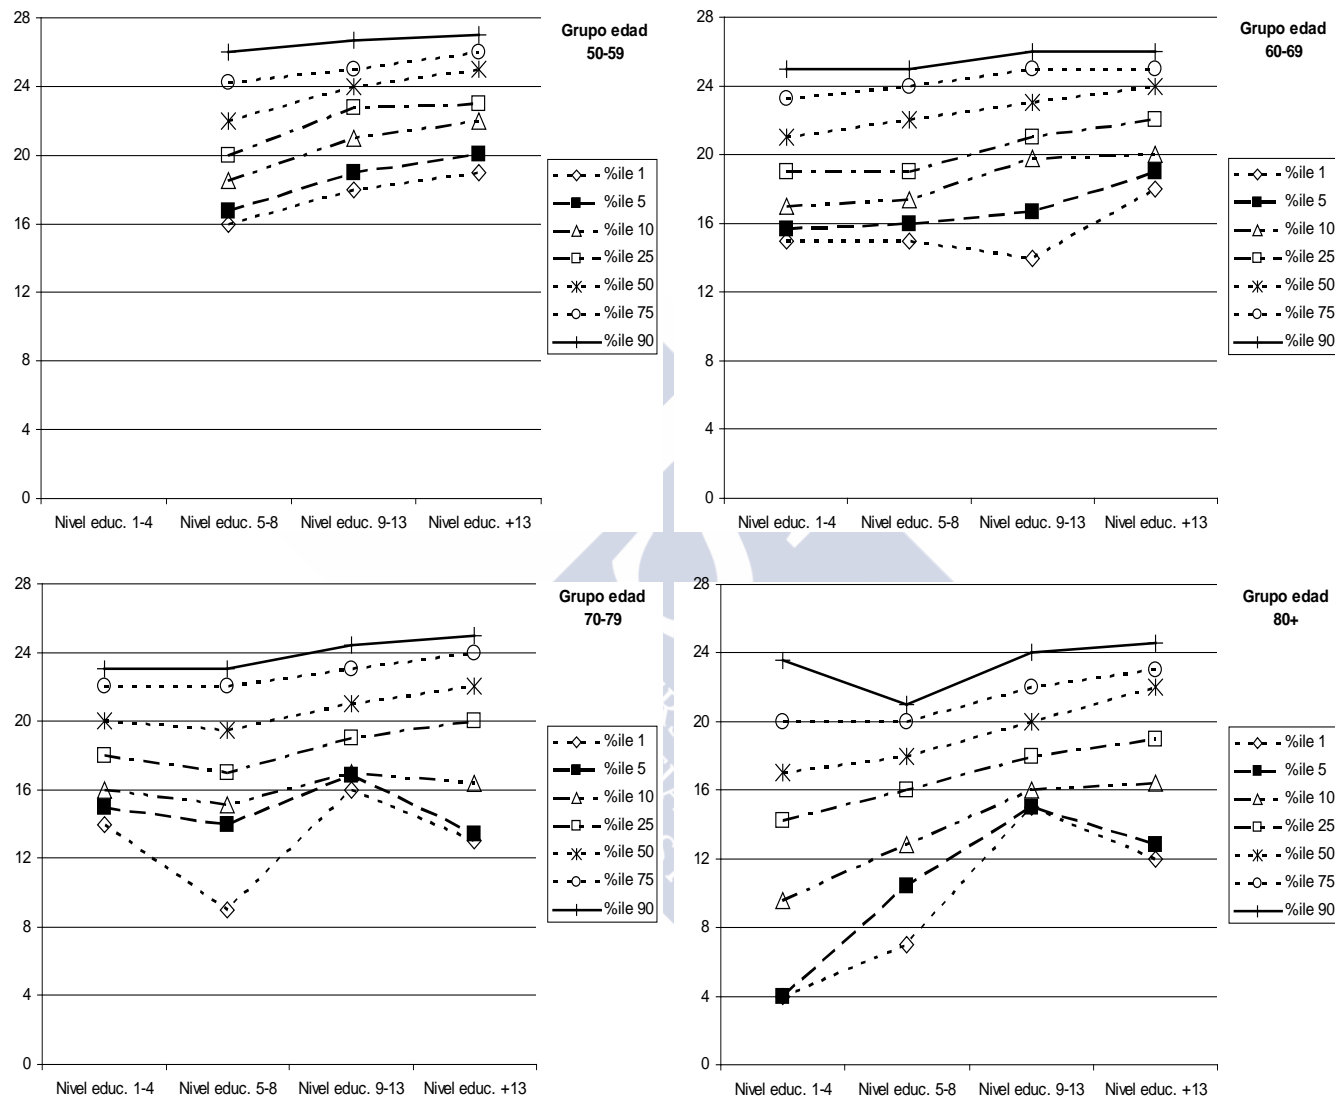 28
24
20
16
12
8
4
0
Nivel educ. 1-4 Nivel educ. 5-8 Nivel educ. 9-13 Nivel educ. +13
Grupo edad
50-59
%ile 1
%ile 5
%ile 10
%ile 25
%ile 50
%ile 75
%ile 90
28
24
20
16
12
8
4
0
Nivel educ. 1-4 Nivel educ. 5-8 Nivel educ. 9-13 Nivel educ. +13
Grupo edad
60-69
%ile 1
%ile 5
%ile 10
%ile 25
%ile 50
%ile 75
%ile 90
28
24
20
16
12
8
4
0
Nivel educ. 1-4 Nivel educ. 5-8 Nivel educ. 9-13 Nivel educ. +13
Grupo edad
70-79
%ile 1
%ile 5
%ile 10
%ile 25
%ile 50
%ile 75
%ile 90
28
24
20
16
12
8
4
0
Nivel educ. 1-4 Nivel educ. 5-8 Nivel educ. 9-13 Nivel educ. +13
Grupo edad
80+
%ile 1
%ile 5
%ile 10
%ile 25
%ile 50
%ile 75
%ile 90